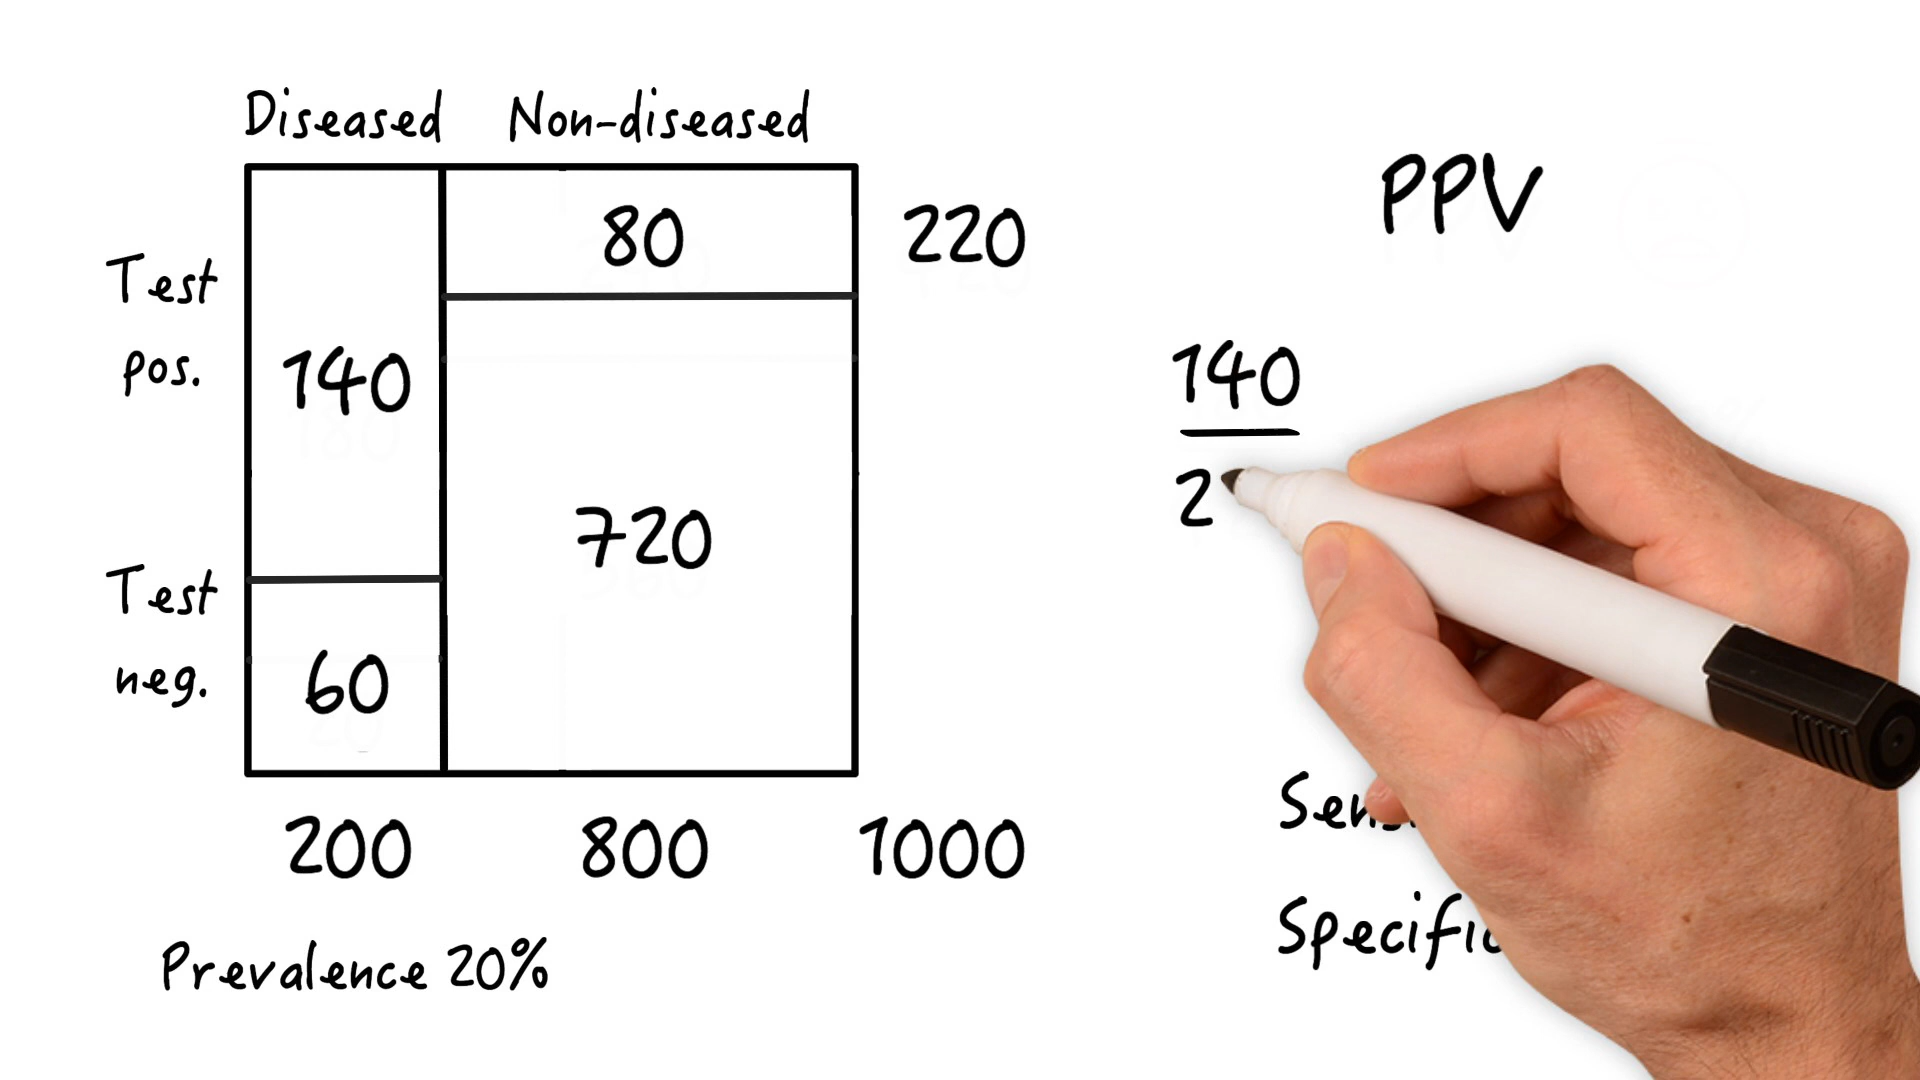 Diseased Non-diseased
PPV
80 220
Test
pos.
140
140
2
720
Test
neg.
60
200 800 1000
Prevalence 20%